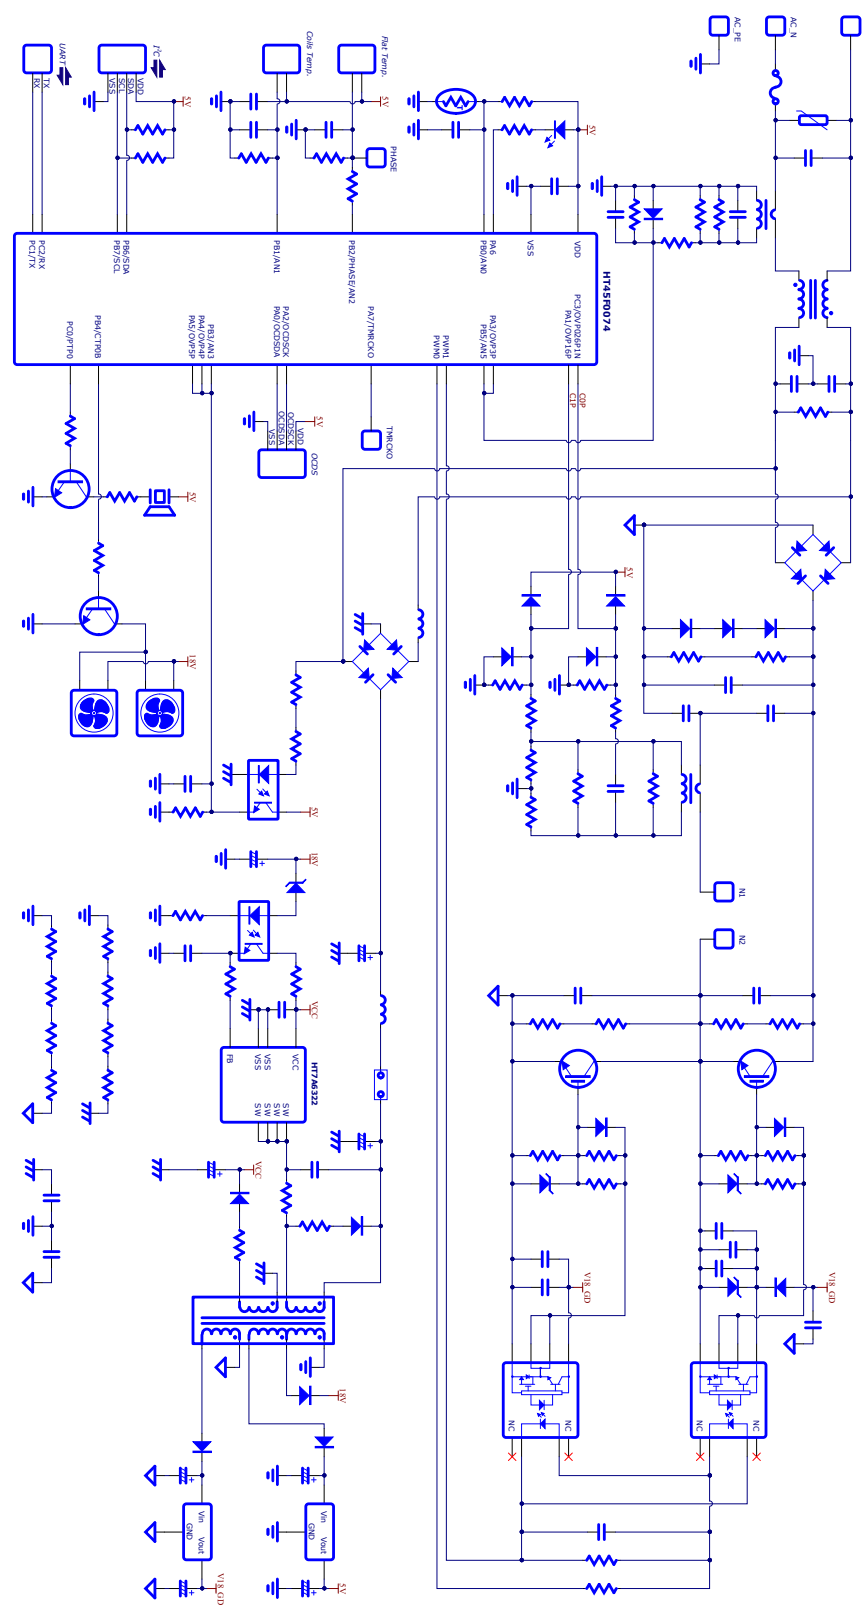 UART
TX
RX
I²C
VDD
SDA
SCL
VSS
5V
Coils Temp.
Flat Temp.
5V
PHASE
5V
AC_PE
AC_N
HT45F0074
PC2/RX
PC1/TX
PB6/SDA
PB7/SCL
PB1/AN1
PB2/PHASE/AN2
PA6
PB0/AN0
VSS
VDD
PC0/PTP0
PB4/CTP0B
PB3/AN3
PA4/OVP4P
PA5/OVP5P
PA2/OCDSCK
PA0/OCDSDA
PA7/TMRCKO
PWM1
PWM0
PA3/OVP3P
PB5/AN5
PC3/OVP026P1N
PA1/OVP16P
C0P
C1P
5V
VDD
OCDSCK
OCDSDA
VSS
OCDS
TMRCKO
5V
5V
18V
5V
18V
N1
N2
VCC
HT7A6322
VCC
VSS
VSS
FB
SW
SW
SW
SW
VCC
V18_GD
V18_GD
18V
NC
NC
NC
NC
Vin
GND
Vout
Vin
GND
Vout
V18_GD
5V